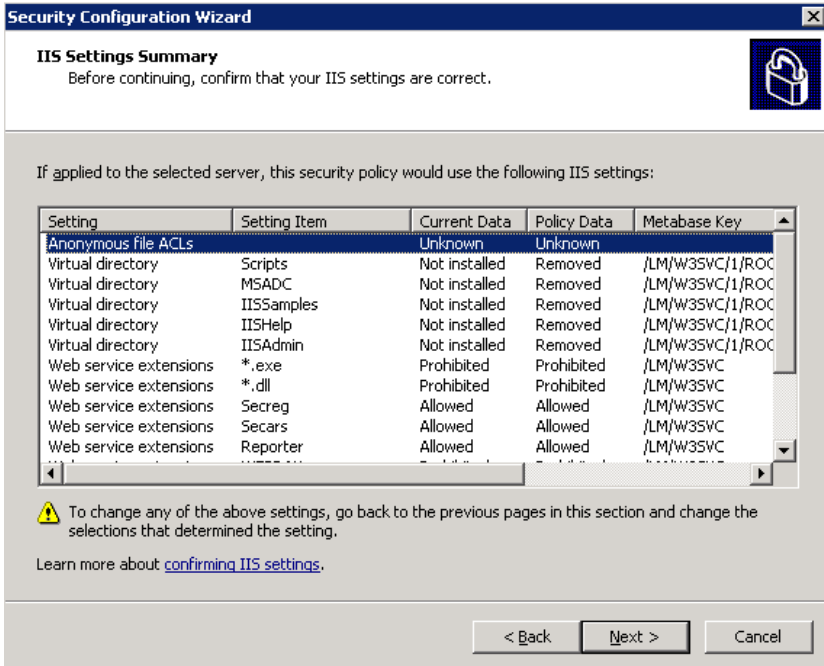 Security Configuration Wizard
IIS Settings Summary
Before continuing, confirm that your IIS settings are correct.
If applied to the selected server, this security policy would use the following IIS settings:
Setting Setting Item Current Data Policy Data Metabase Key
Anonymous file ACLs Unknown Unknown
Virtual directory Scripts Not installed Removed /LM/W3SVC/1/ROO
Virtual directory MSADC Not installed Removed /LM/W3SVC/1/ROO
Virtual directory IISSamples Not installed Removed /LM/W3SVC/1/ROO
Virtual directory IISHelp Not installed Removed /LM/W3SVC/1/ROO
Virtual directory IISAdmin Not installed Removed /LM/W3SVC/1/ROO
Web service extensions *.exe Prohibited Prohibited /LM/W3SVC
Web service extensions *.dll Prohibited Prohibited /LM/W3SVC
Web service extensions Secreg Allowed Allowed /LM/W3SVC
Web service extensions Secars Allowed Allowed /LM/W3SVC
Web service extensions Reporter Allowed Allowed /LM/W3SVC
To change any of the above settings, go back to the previous pages in this section and change the
selections that determined the setting.
Learn more about confirming IIS settings.
< Back Next > Cancel